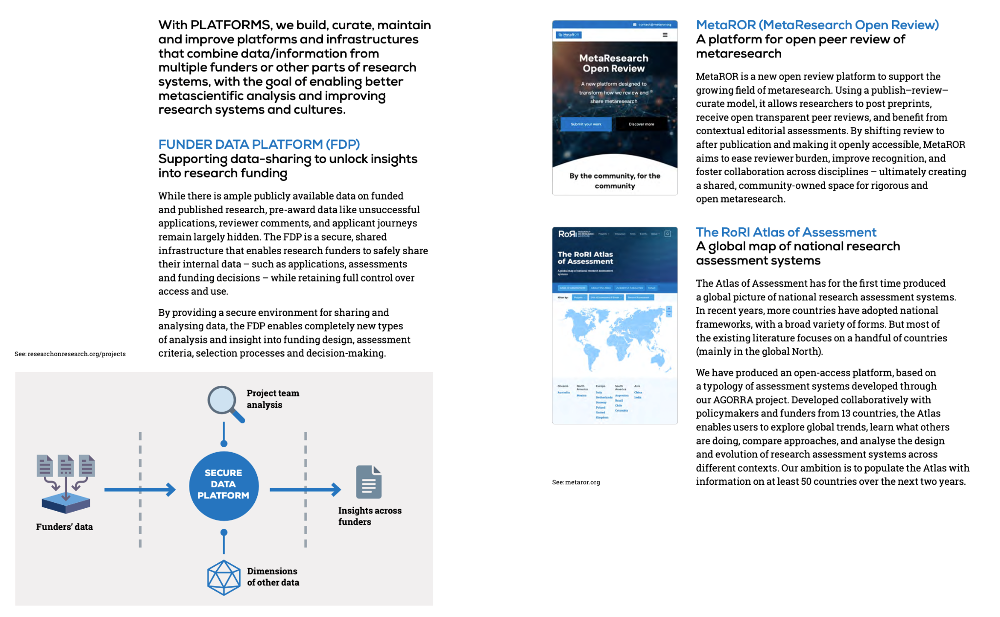 With PLATFORMS, we build, curate, maintain
and improve platforms and infrastructures
that combine data/information from
multiple funders or other parts of research
systems, with the goal of enabling better
metascientific analysis and improving
research systems and cultures.
FUNDER DATA PLATFORM (FDP)
Supporting data-sharing to unlock insights
into research funding
While there is ample publicly available data on funded
and published research, pre-award data like unsuccessful
applications, reviewer comments, and applicant journeys
remain largely hidden. The FDP is a secure, shared
infrastructure that enables research funders to safely share
their internal data – such as applications, assessments
and funding decisions – while retaining full control over
access and use.
By providing a secure environment for sharing and
analysing data, the FDP enables completely new types
of analysis and insight into funding design, assessment
criteria, selection processes and decision-making.
See: researchonresearch.org/projects
Project team
analysis
SECURE
DATA
PLATFORM
Funders’ data
Insights across
funders
Dimensions
of other data
contact@metaror.org
MetaROR
MetaResearch
Open Review
A new platform designed to
transform how we review and
share metaresearch
Submit your work
Discover more
By the community, for the
community
MetaROR (MetaResearch Open Review)
A platform for open peer review of
metaresearch
MetaROR is a new open review platform to support the
growing field of metaresearch. Using a publish–review–
curate model, it allows researchers to post preprints,
receive open transparent peer reviews, and benefit from
contextual editorial assessments. By shifting review to
after publication and making it openly accessible, MetaROR
aims to ease reviewer burden, improve recognition, and
foster collaboration across disciplines – ultimately creating
a shared, community-owned space for rigorous and
open metaresearch.
RoRI RESEARCH
ON RESEARCH
INSTITUTE
Projects
Resources
News
Events
About
The RoRI Atlas
of Assessment
A global map of national research assessment
systems
Atlas of Assessment
About the Atlas
Academic Resources
News
Filter by:
Purpose
Unit of Assessment & Scope
Focus of Assessment
+
-
Oceania
Australia
North
America
Mexico
Europe
Italy
Netherlands
Norway
Poland
United
Kingdom
South
America
Argentina
Brazil
Chile
Colombia
Asia
China
India
The RoRI Atlas of Assessment
A global map of national research
assessment systems
The Atlas of Assessment has for the first time produced
a global picture of national research assessment systems.
In recent years, more countries have adopted national
frameworks, with a broad variety of forms. But most of
the existing literature focuses on a handful of countries
(mainly in the global North).
We have produced an open-access platform, based on
a typology of assessment systems developed through
our AGORRA project. Developed collaboratively with
policymakers and funders from 13 countries, the Atlas
enables users to explore global trends, learn what others
are doing, compare approaches, and analyse the design
and evolution of research assessment systems across
different contexts. Our ambition is to populate the Atlas with
information on at least 50 countries over the next two years.
See: metaror.org